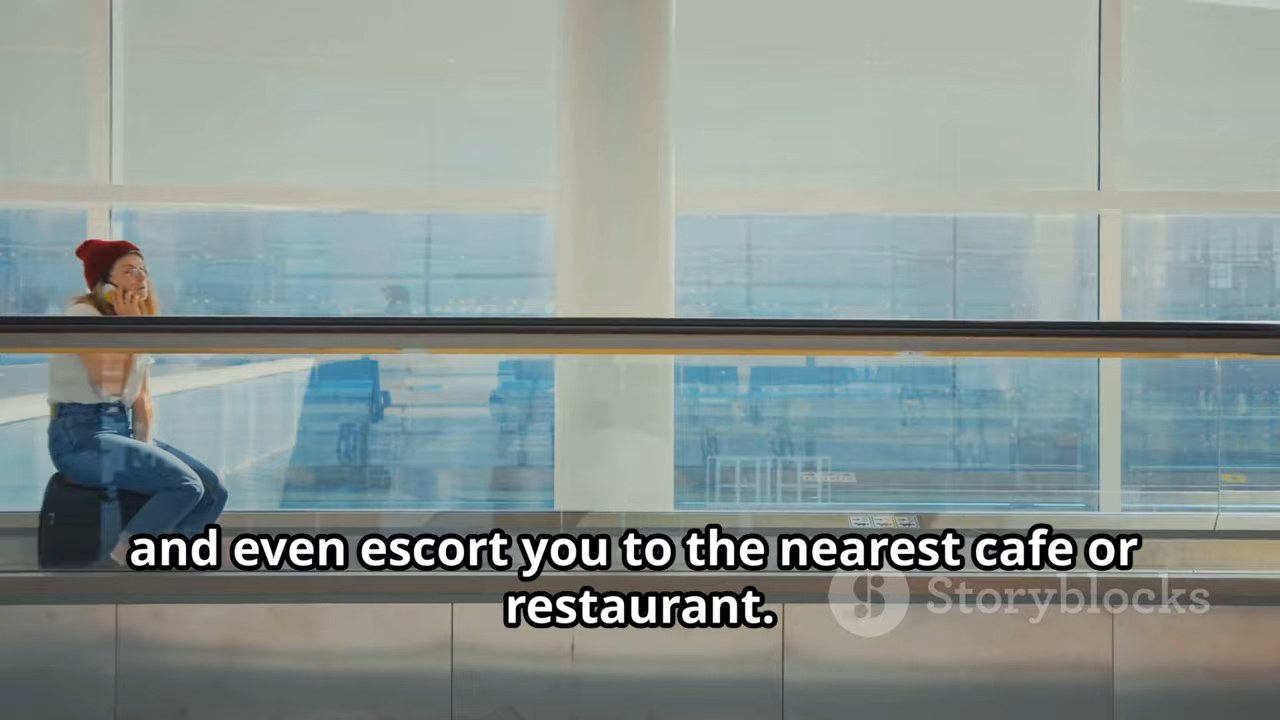 and even escort you to the nearest cafe or
restaurant.
Storyblocks